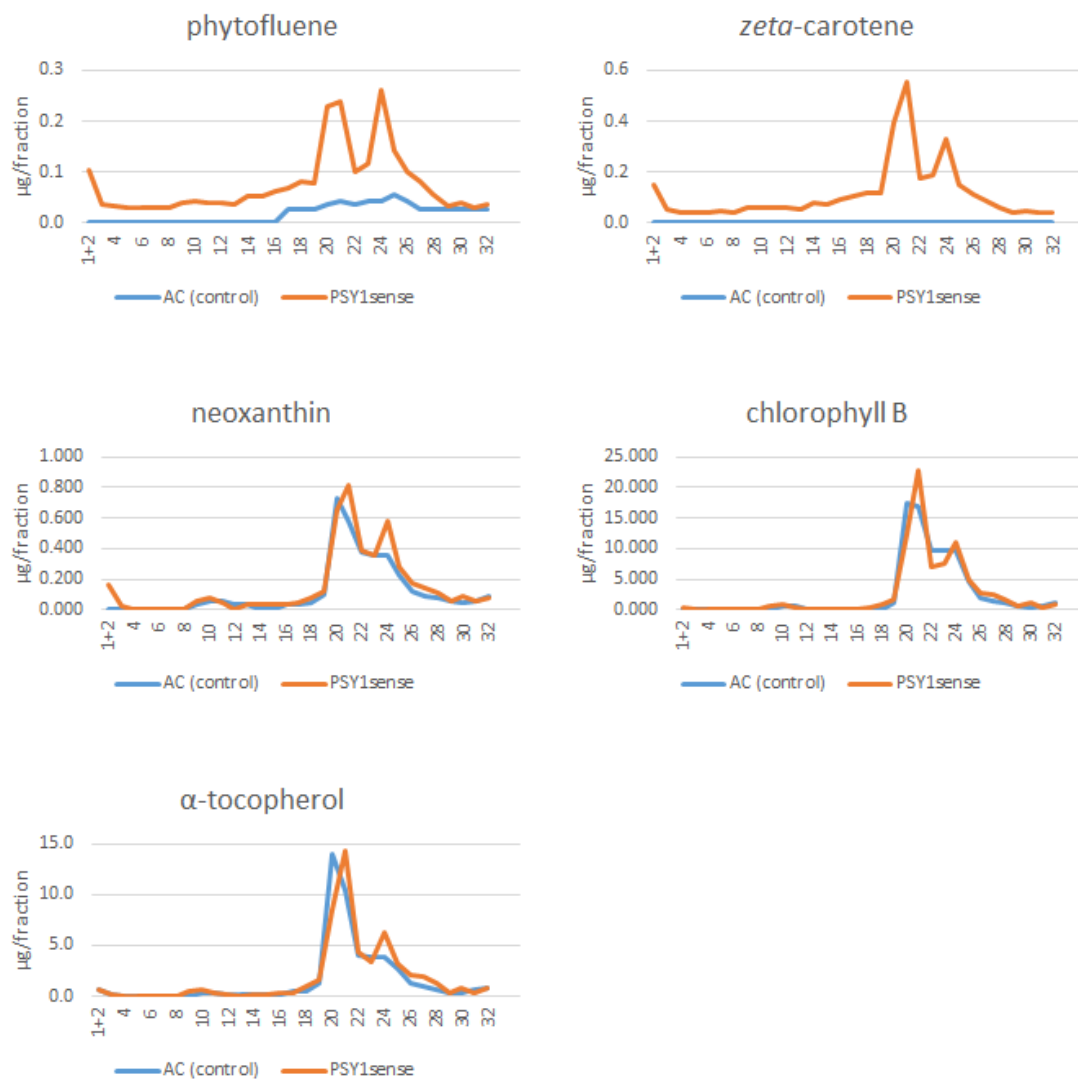 phytofluene
0.3
0.2
0.1
0.0
µg/fraction
1+2 4 6 8 10 12 14 16 18 20 22 24 26 28 30 32
AC (control) PSY1sense
zeta-carotene
0.6
0.4
0.2
0.0
µg/fraction
1+2 4 6 8 10 12 14 16 18 20 22 24 26 28 30 32
AC (control) PSY1sense
neoxanthin
1.000
0.800
0.600
0.400
0.200
0.000
µg/fraction
1+2 4 6 8 10 12 14 16 18 20 22 24 26 28 30 32
AC (control) PSY1sense
chlorophyll B
25.000
20.000
15.000
10.000
5.000
0.000
µg/fraction
1+2 4 6 8 10 12 14 16 18 20 22 24 26 28 30 32
AC (control) PSY1sense
α-tocopherol
15.0
10.0
5.0
0.0
µg/fraction
1+2 4 6 8 10 12 14 16 18 20 22 24 26 28 30 32
AC (control) PSY1sense